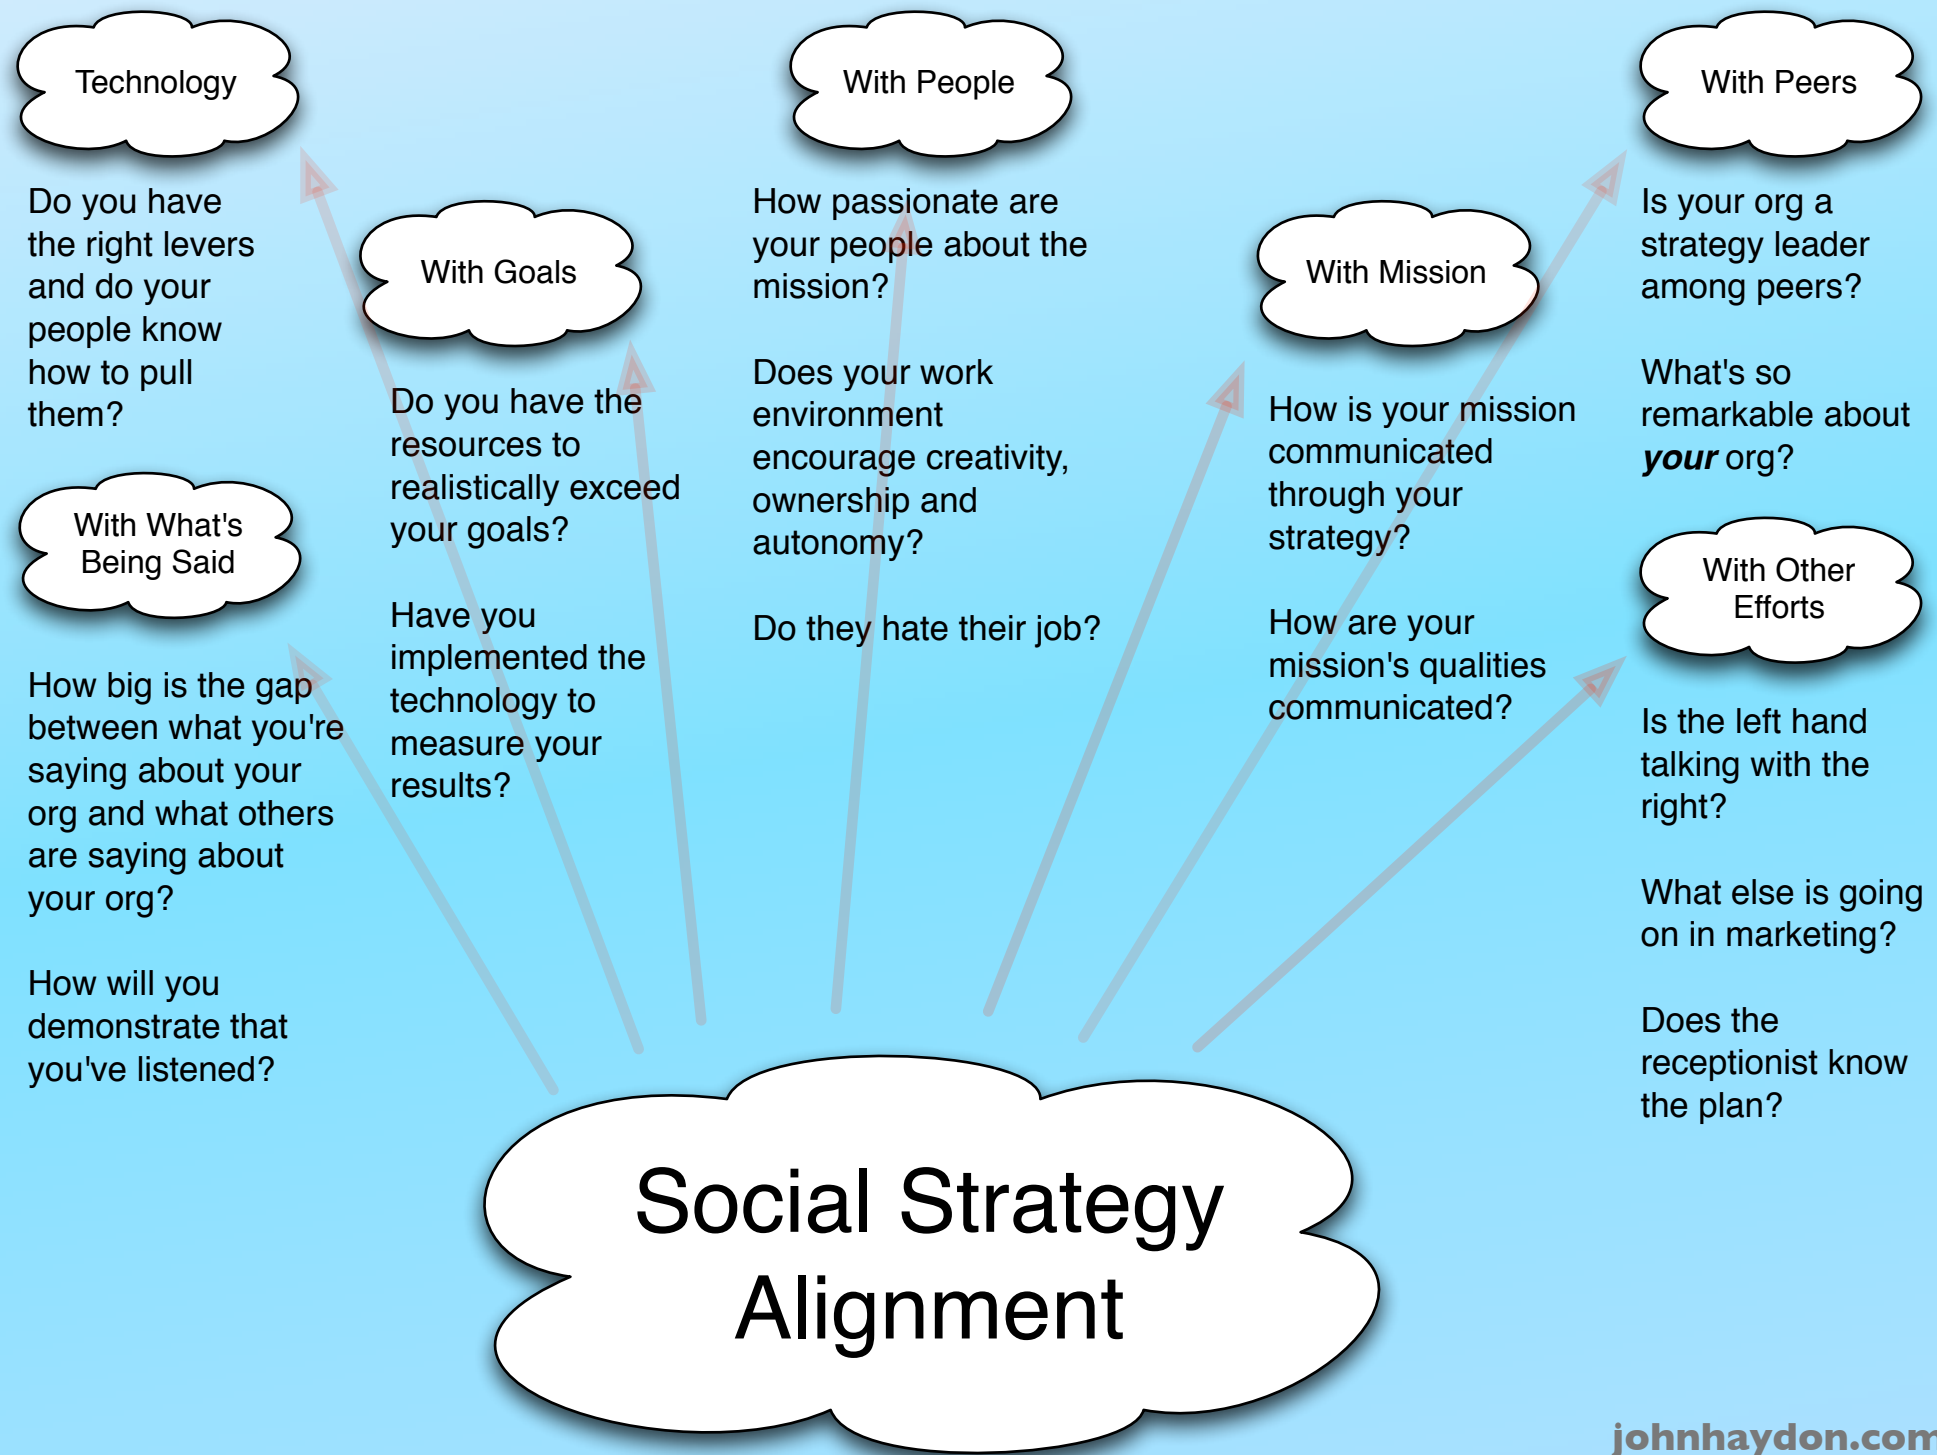 Technology
Do you have
the right levers
and do your
people know
how to pull
them?
With What's
Being Said
How big is the gap
between what you're
saying about your
org and what others
are saying about
your org?
How will you
demonstrate that
you've listened?
With Goals
Do you have the
resources to
realistically exceed
your goals?
Have you
implemented the
technology to
measure your
results?
With People
How passionate are
your people about the
mission?
Does your work
environment
encourage creativity,
ownership and
autonomy?
Do they hate their job?
With Mission
How is your mission
communicated
through your
strategy?
How are your
mission's qualities
communicated?
With Peers
Is your org a
strategy leader
among peers?
What's so
remarkable about
your org?
With Other
Efforts
Is the left hand
talking with the
right?
What else is going
on in marketing?
Does the
receptionist know
the plan?
Social Strategy
Alignment
johnhaydon.com